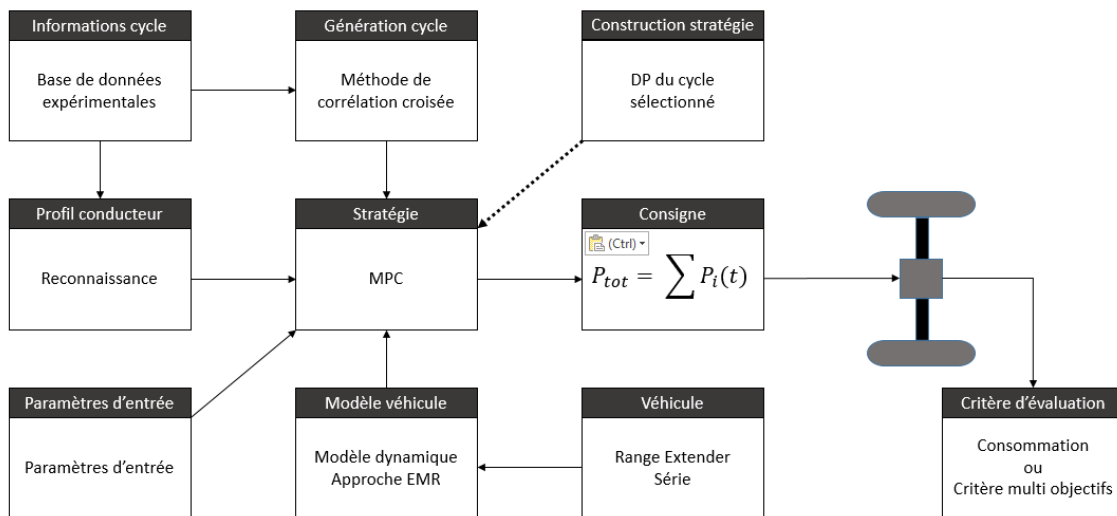 Informations cycle
Base de données
expérimentales
Génération cycle
Méthode de
corrélation croisée
Construction stratégie
DP du cycle
sélectionné
Profil conducteur
Reconnaissance
Stratégie
MPC
Consigne
(Ctrl)
P_{tot} = ∑ P_i(t)
Paramètres d'entrée
Paramètres d'entrée
Modèle véhicule
Modèle dynamique
Approche EMR
Véhicule
Range Extender
Série
Critère d'évaluation
Consommation
ou
Critère multi objectifs